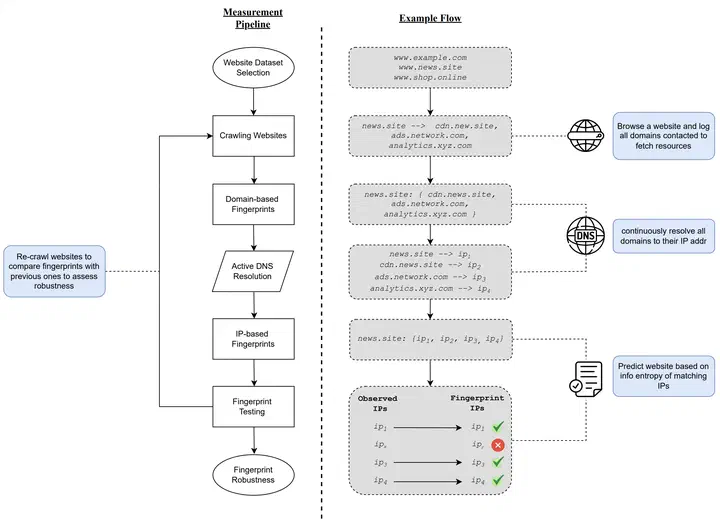 Measurement
Pipeline
Example Flow
Website Dataset
Selection
Crawling Websites
Domain-based
Fingerprints
Active DNS
Resolution
IP-based
Fingerprints
Fingerprint
Testing
Fingerprint
Robustness
Re-crawl websites to
compare fingerprints with
previous ones to assess
robustness
www.example.com
www.news.site
www.shop.online
news.site --> cdn.new.site,
ads.network.com,
analytics.xyz.com
Browse a website and log
all domains contacted to
fetch resources
news.site: { cdn.news.site,
ads.network.com,
analytics.xyz.com }
DNS
continuously resolve all
domains to their IP addr
news.site --> ip1
cdn.news.site --> ip2
ads.network.com --> ip3
analytics.xyz.com --> ip4
news.site: {ip1, ip2, ip3, ip4}
Predict website based on
info entropy of matching
IPs
Observed Fingerprint
IPs IPs
ip1 ip1
ip ip
ip3 ip3
ip4 ip4